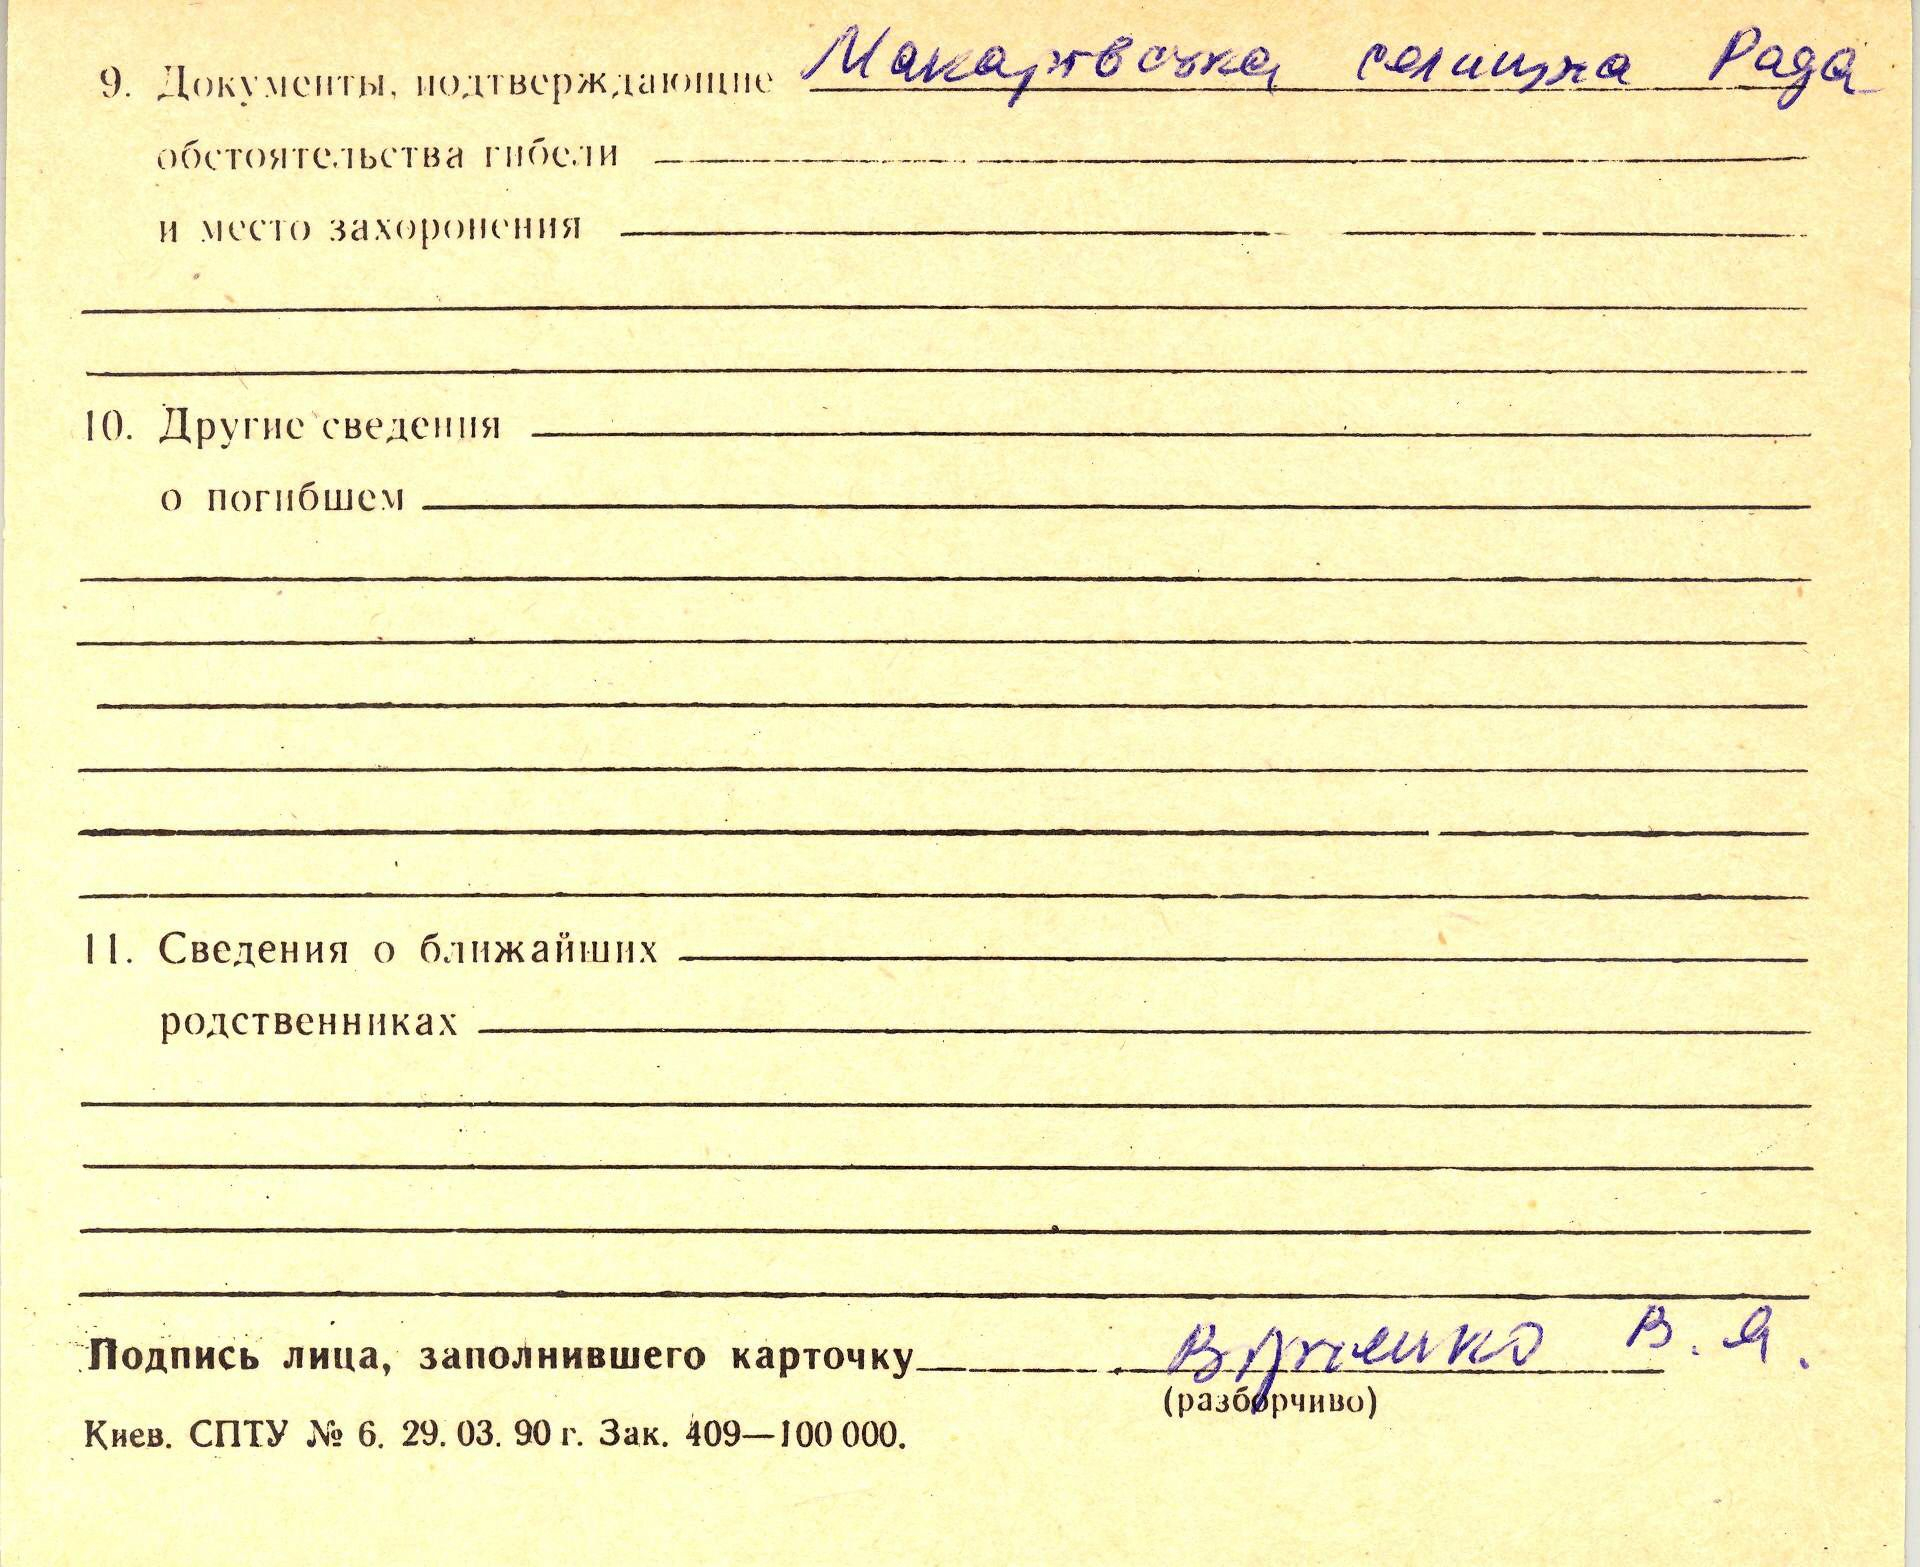 9. Документы, подтверждающие Макарівська селищна Рада
обстоятельства гибели
и место захоронения
10. Другие сведения
о погибшем
11. Сведения о ближайших
родственниках
Подпись лица, заполнившего карточку В. Я.
(разборчиво)
Киев. СПТУ № 6. 29. 03. 90 г. Зак. 409—100 000.